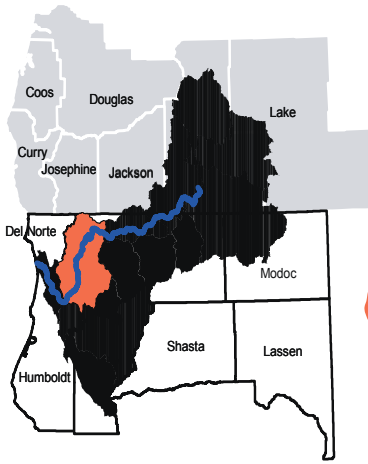 Coos
Douglas
Lake
Curry
Josephine
Jackson
Del Norte
Modoc
Shasta
Lassen
Humboldt